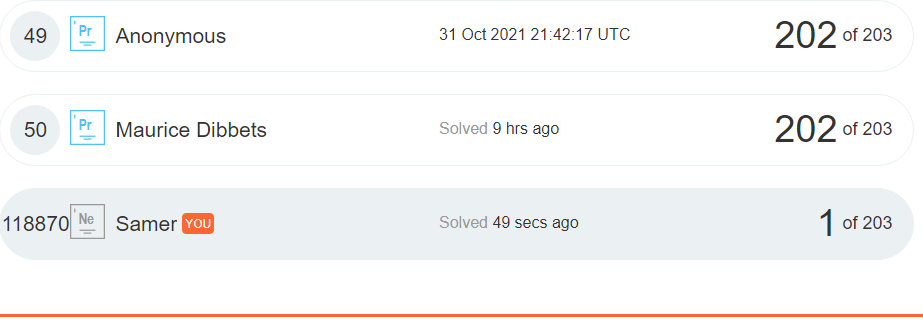 49 Pr Anonymous 31 Oct 2021 21:42:17 UTC 202 of 203
50 Pr Maurice Dibbets Solved 9 hrs ago 202 of 203
118870 Ne Samer YOU Solved 49 secs ago 1 of 203